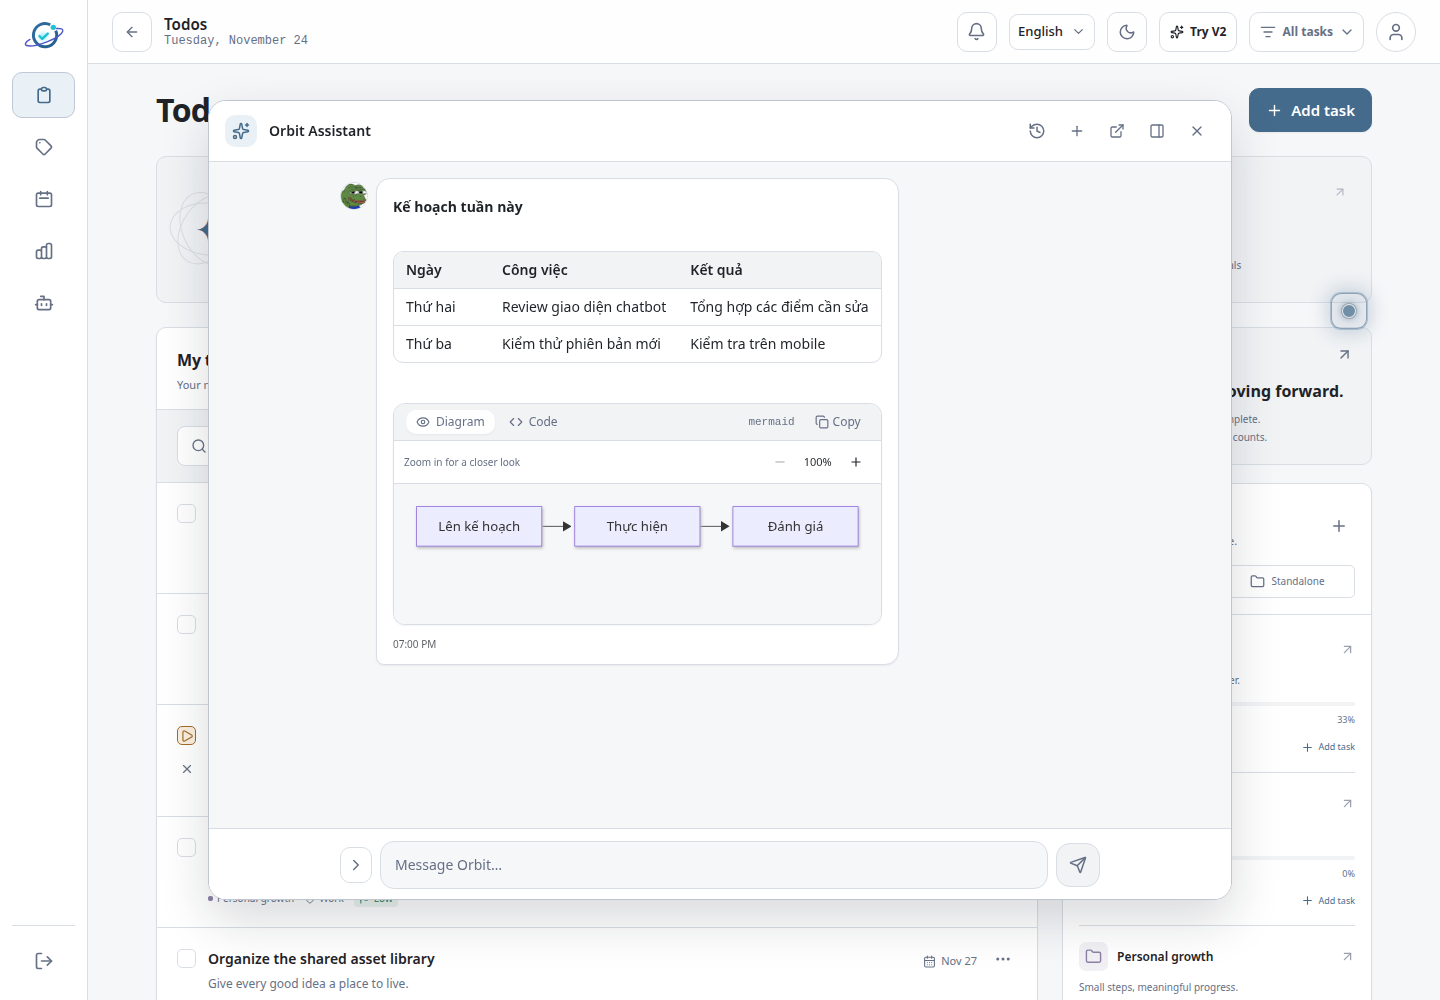 Todos
Tuesday, November 24
English
Try V2
All tasks
Add task
Orbit Assistant
Kế hoạch tuần này
Ngày Công việc Kết quả
Thứ hai Review giao diện chatbot Tổng hợp các điểm cần sửa
Thứ ba Kiểm thử phiên bản mới Kiểm tra trên mobile
Diagram Code mermaid Copy
Zoom in for a closer look 100%
Lên kế hoạch Thực hiện Đánh giá
07:00 PM
Message Orbit...
My
Your
forward.
counts.
Standalone
33%
Add task
0%
Add task
Organize the shared asset library
Nov 27
Give every good idea a place to live.
Personal growth
Small steps, meaningful progress.